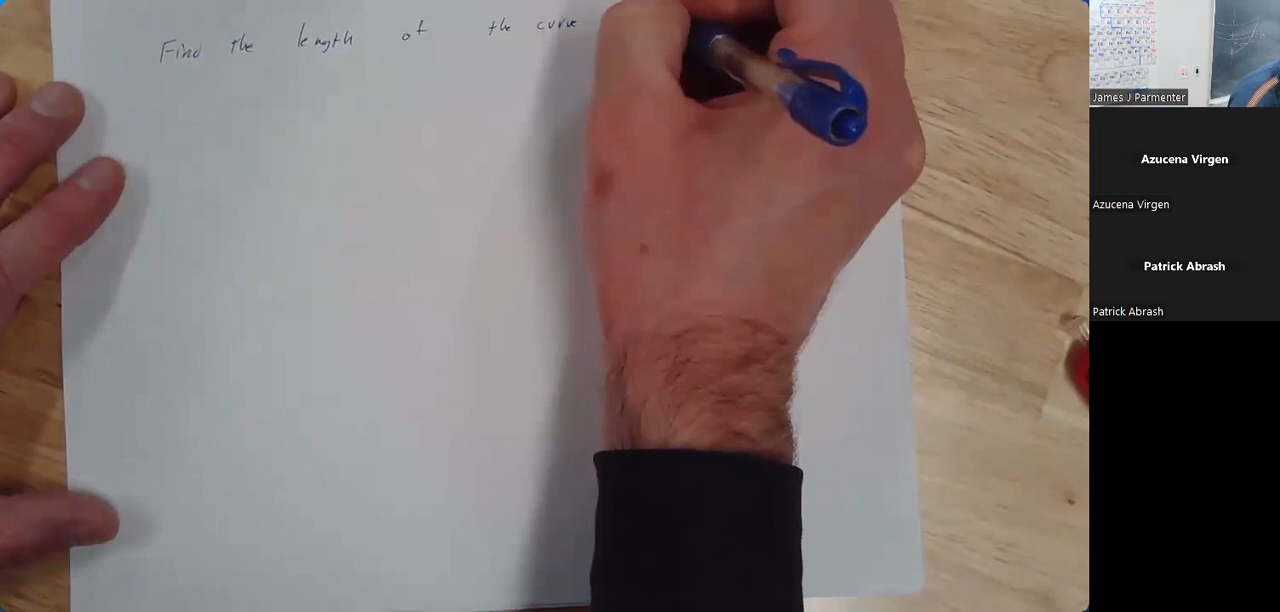 Find the length of the curve
James J Parmenter
Azucena Virgen
Azucena Virgen
Patrick Abrash
Patrick Abrash